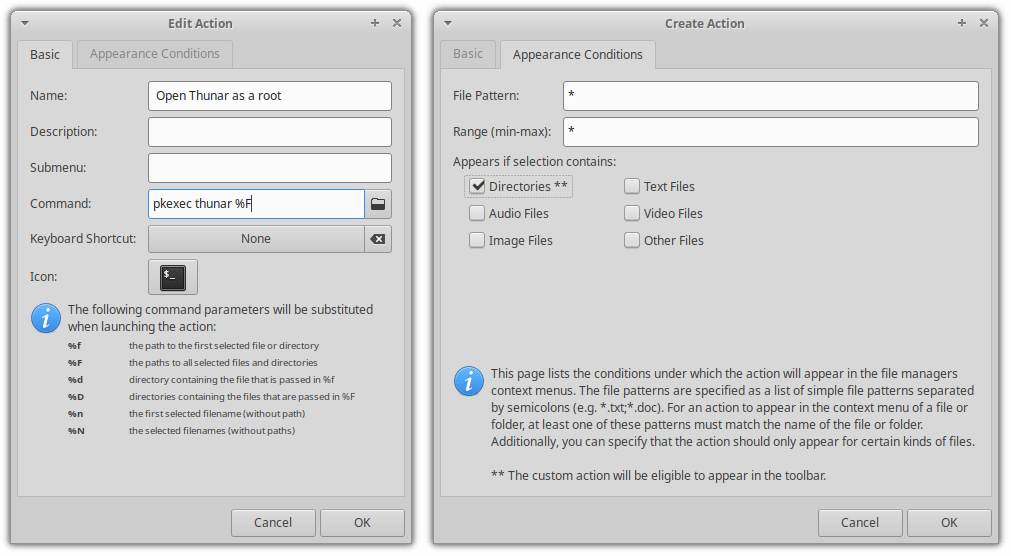 Edit Action
Basic
Appearance Conditions
Name:
Open Thunar as a root
Description:
Submenu:
Command:
pkexec thunar %F
Keyboard Shortcut:
None
Icon:
$_
The following command parameters will be substituted
when launching the action:
%f the path to the first selected file or directory
%F the paths to all selected files and directories
%d directory containing the file that is passed in %f
%D directories containing the files that are passed in %F
%n the first selected filename (without path)
%N the selected filenames (without paths)
Cancel
OK
Create Action
Basic
Appearance Conditions
File Pattern:
*
Range (min-max):
*
Appears if selection contains:
Directories **
Text Files
Audio Files
Video Files
Image Files
Other Files
This page lists the conditions under which the action will appear in the file managers
context menus. The file patterns are specified as a list of simple file patterns separated
by semicolons (e.g. *.txt;*.doc). For an action to appear in the context menu of a file or
folder, at least one of these patterns must match the name of the file or folder.
Additionally, you can specify that the action should only appear for certain kinds of files.
** The custom action will be eligible to appear in the toolbar.
Cancel
OK